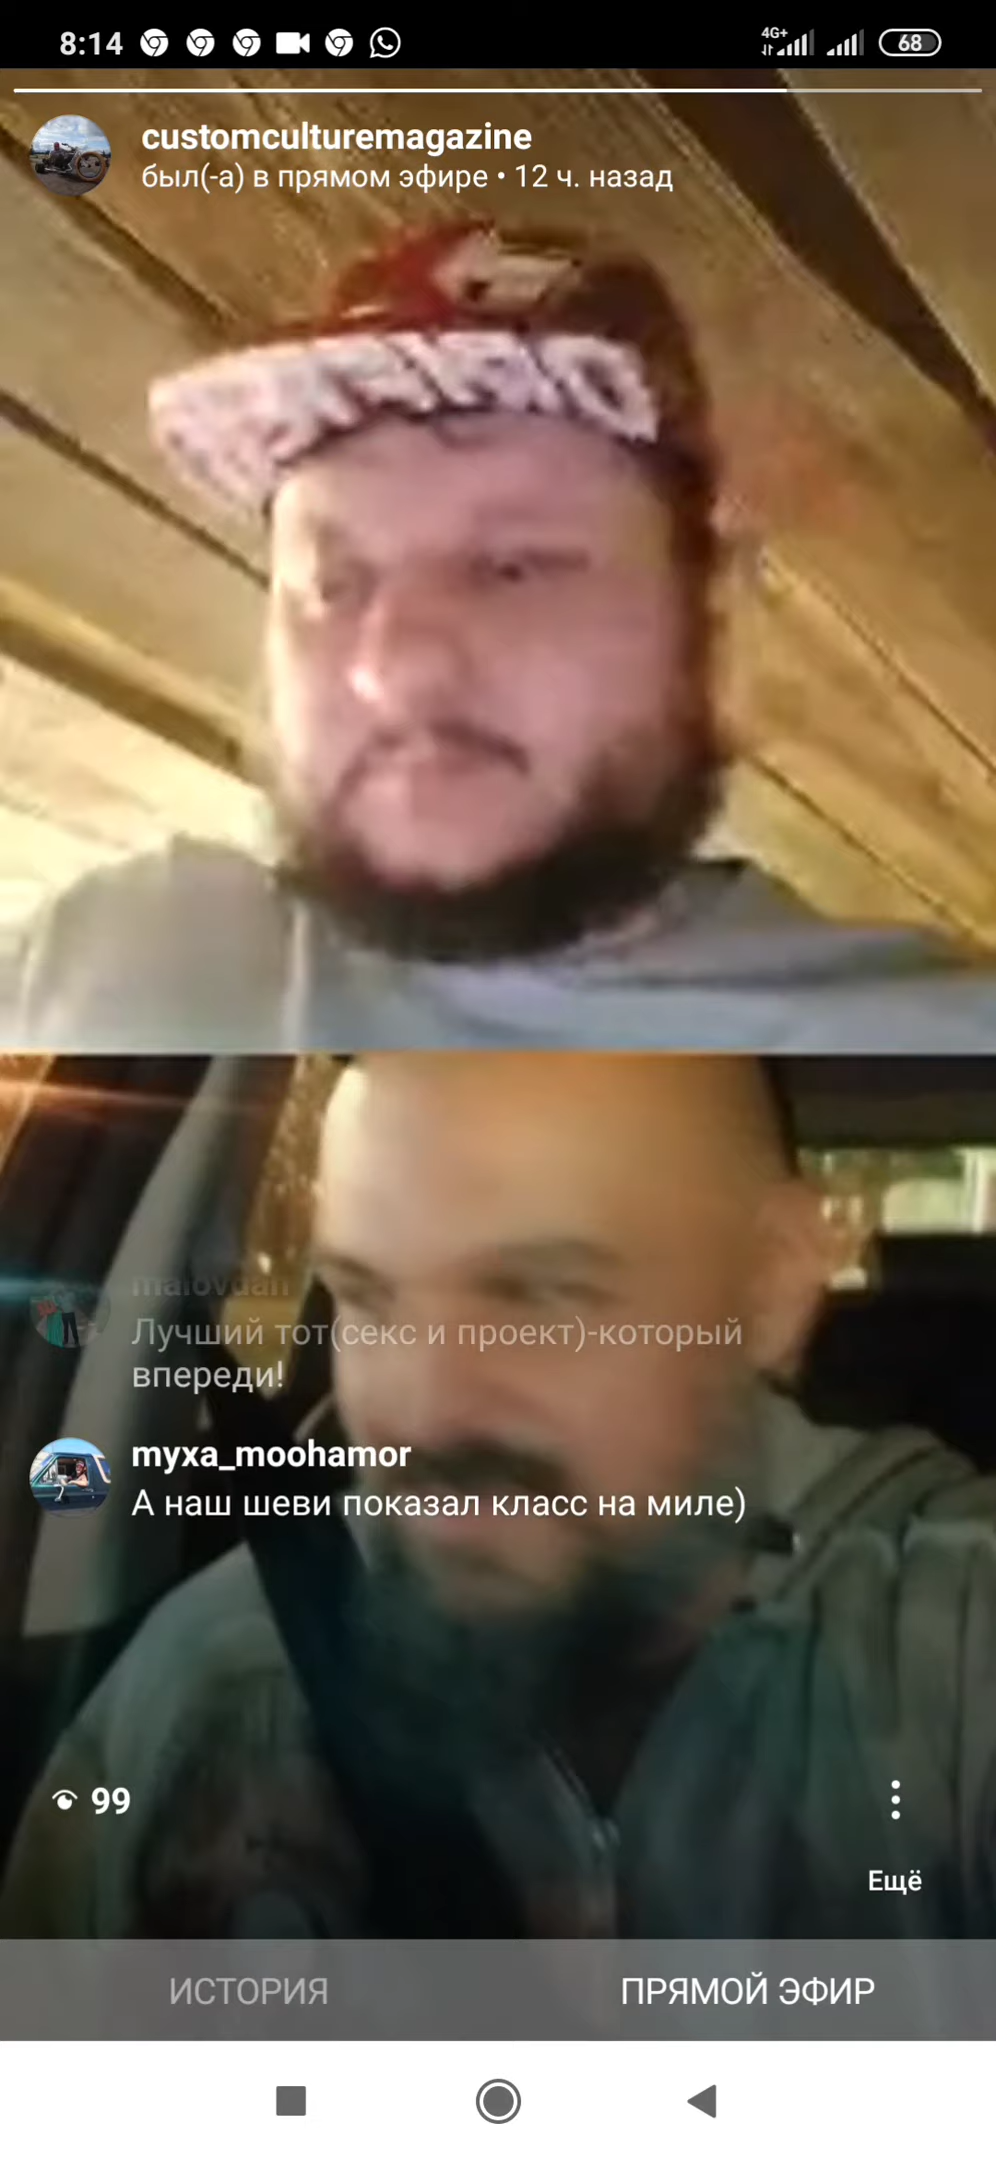 8:14
4G+
68
customculturemagazine
был(-а) в прямом эфире • 12 ч. назад
malovdan
Лучший тот(секс и проект)-который
впереди!
myxa_moohamor
А наш шеви показал класс на миле)
99
Ещё
ИСТОРИЯ
ПРЯМОЙ ЭФИР